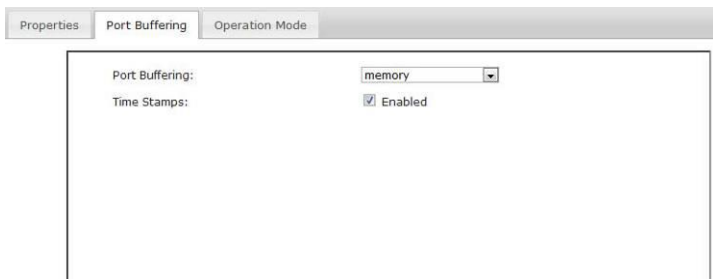 Properties Port Buffering Operation Mode
Port Buffering: memory
Time Stamps: Enabled